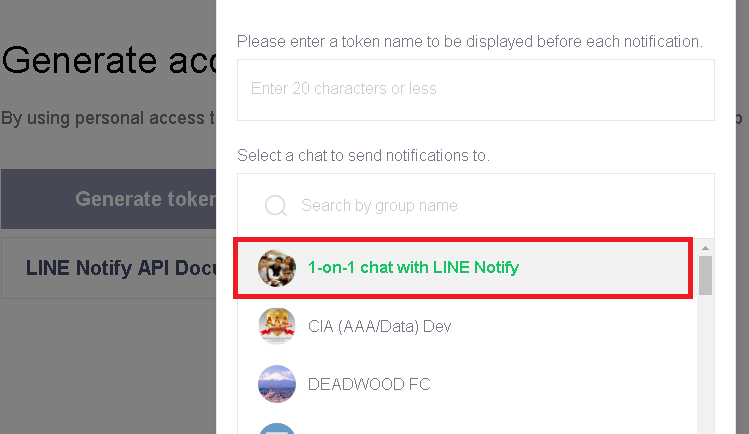 Please enter a token name to be displayed before each notification.
Generate acc
Enter 20 characters or less
By using personal access t
p
Select a chat to send notifications to.
Generate token
Search by group name
LINE Notify API Docu
1-on-1 chat with LINE Notify
CIA (AAA/Data) Dev
DEADWOOD FC